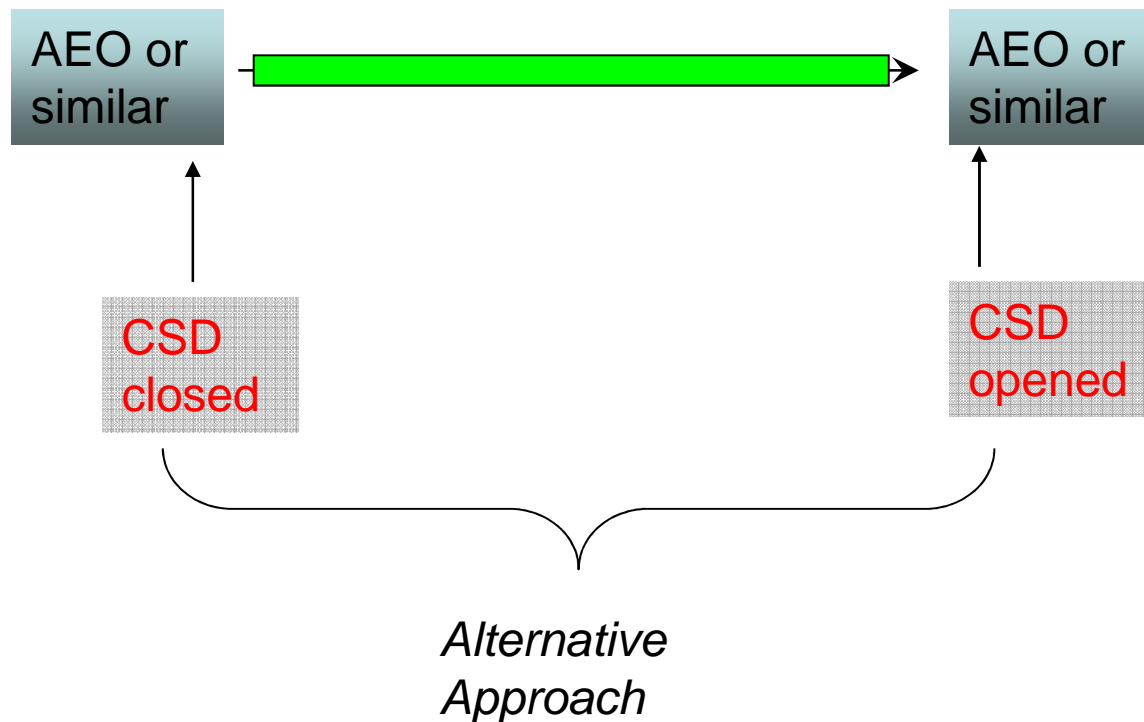 AEO or
similar
AEO or
similar
CSD
closed
CSD
opened
Alternative
Approach